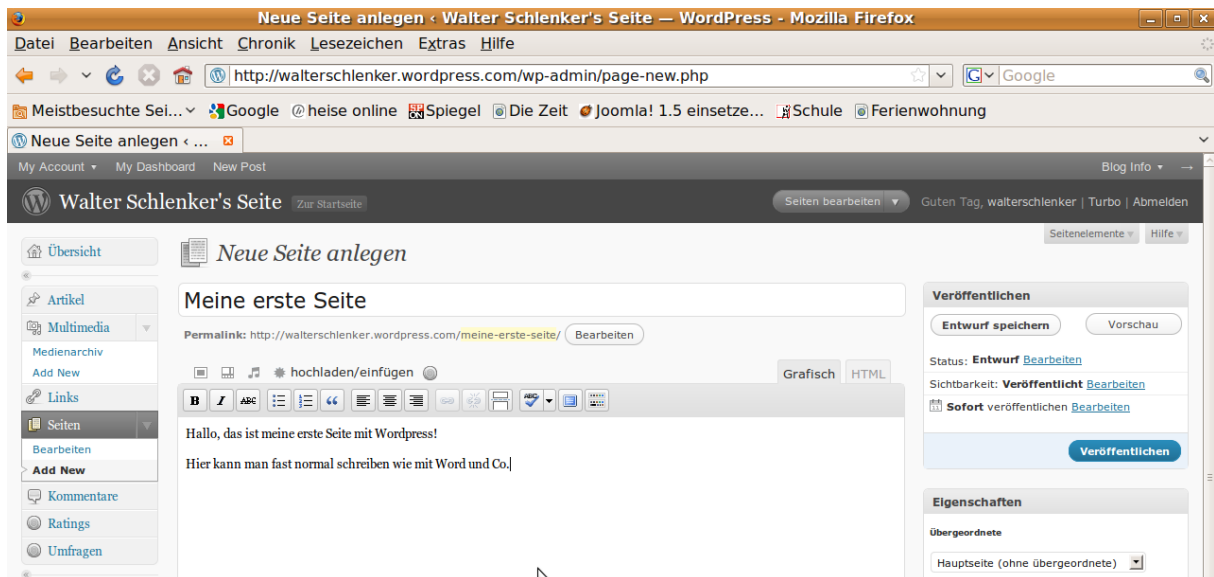 Neue Seite anlegen ‹ Walter Schlenker's Seite — WordPress - Mozilla Firefox
Datei Bearbeiten Ansicht Chronik Lesezeichen Extras Hilfe
http://walterschlenker.wordpress.com/wp-admin/page-new.php
G Google
Meistbesuchte Sei... Google heise online Spiegel Die Zeit Joomla! 1.5 einsetze... Schule Ferienwohnung
Neue Seite anlegen ‹ ...
My Account My Dashboard New Post Blog Info →
Walter Schlenker's Seite Zur Startseite Seiten bearbeiten Guten Tag, walterschlenker | Turbo | Abmelden
Seitenelemente Hilfe
Übersicht
Neue Seite anlegen
Artikel
Multimedia
Medienarchiv
Add New
Links
Seiten
Bearbeiten
Add New
Kommentare
Ratings
Umfragen
Meine erste Seite
Permalink: http://walterschlenker.wordpress.com/meine-erste-seite/ Bearbeiten
hochladen/einfügen Grafisch HTML
B I ABC ABC
Hallo, das ist meine erste Seite mit Wordpress!
Hier kann man fast normal schreiben wie mit Word und Co.
Veröffentlichen
Entwurf speichern Vorschau
Status: Entwurf Bearbeiten
Sichtbarkeit: Veröffentlicht Bearbeiten
Sofort veröffentlichen Bearbeiten
Veröffentlichen
Eigenschaften
Übergeordnete
Hauptseite (ohne übergeordnete)